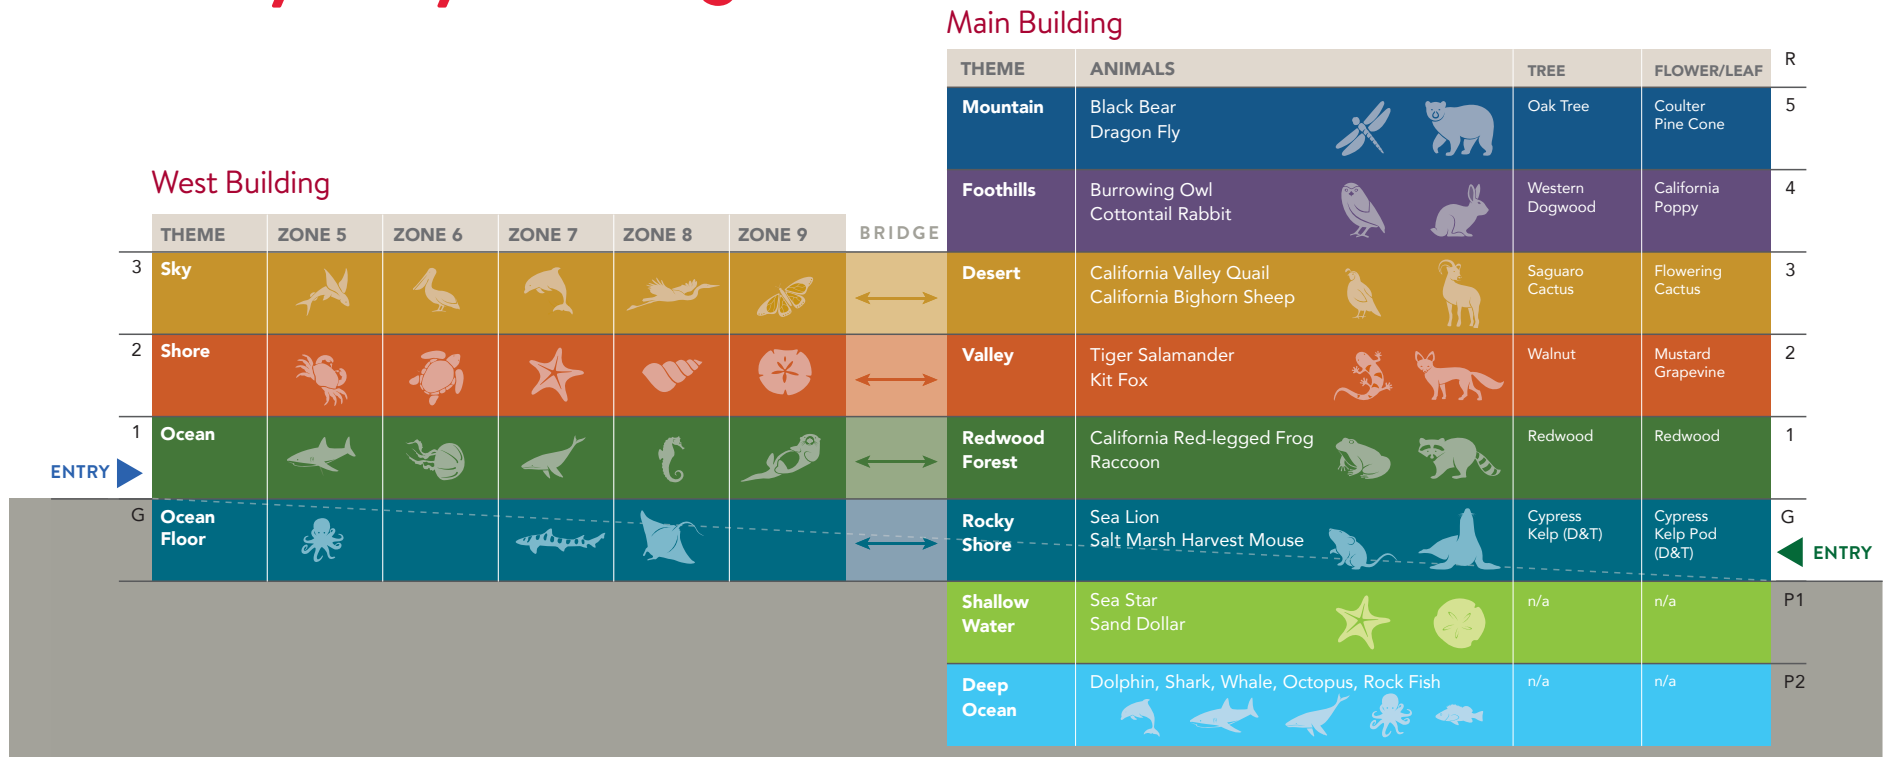 Main Building
THEME ANIMALS TREE FLOWER/LEAF R
Mountain Black Bear Oak Tree Coulter 5
Dragon Fly Pine Cone
Foothills Burrowing Owl Western California 4
Cottontail Rabbit Dogwood Poppy
West Building
THEME ZONE 5 ZONE 6 ZONE 7 ZONE 8 ZONE 9 BRIDGE
3 Sky
Desert California Valley Quail Saguaro Flowering 3
California Bighorn Sheep Cactus Cactus
2 Shore
Valley Tiger Salamander Walnut Mustard 2
Kit Fox Grapevine
1 Ocean
ENTRY
Redwood California Red-legged Frog Redwood Redwood 1
Forest Raccoon
G Ocean
Floor
Rocky Sea Lion Cypress Cypress G
Shore Salt Marsh Harvest Mouse Kelp (D&T) Kelp Pod
(D&T)
ENTRY
Shallow Sea Star n/a n/a P1
Water Sand Dollar
Deep Dolphin, Shark, Whale, Octopus, Rock Fish n/a n/a P2
Ocean